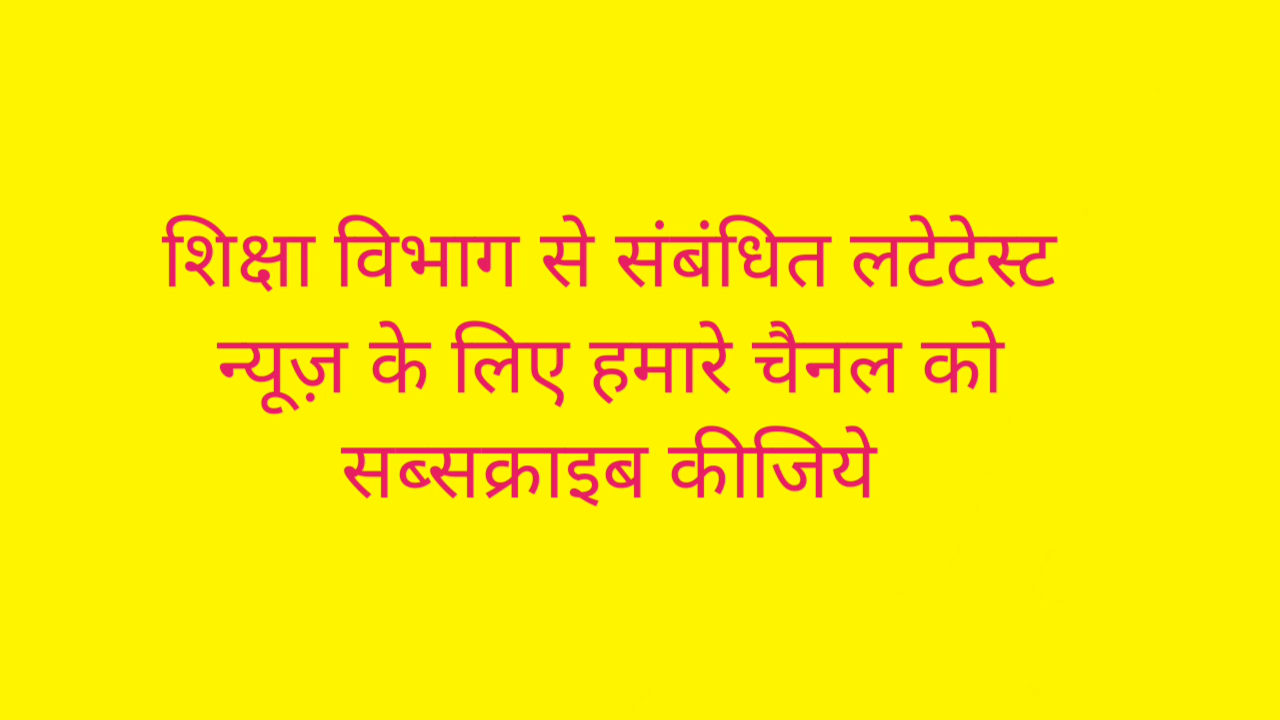 शिक्षा विभाग से संबंधित लटेटेस्ट
न्यूज़ के लिए हमारे चैनल को
सब्सक्राइब कीजिये